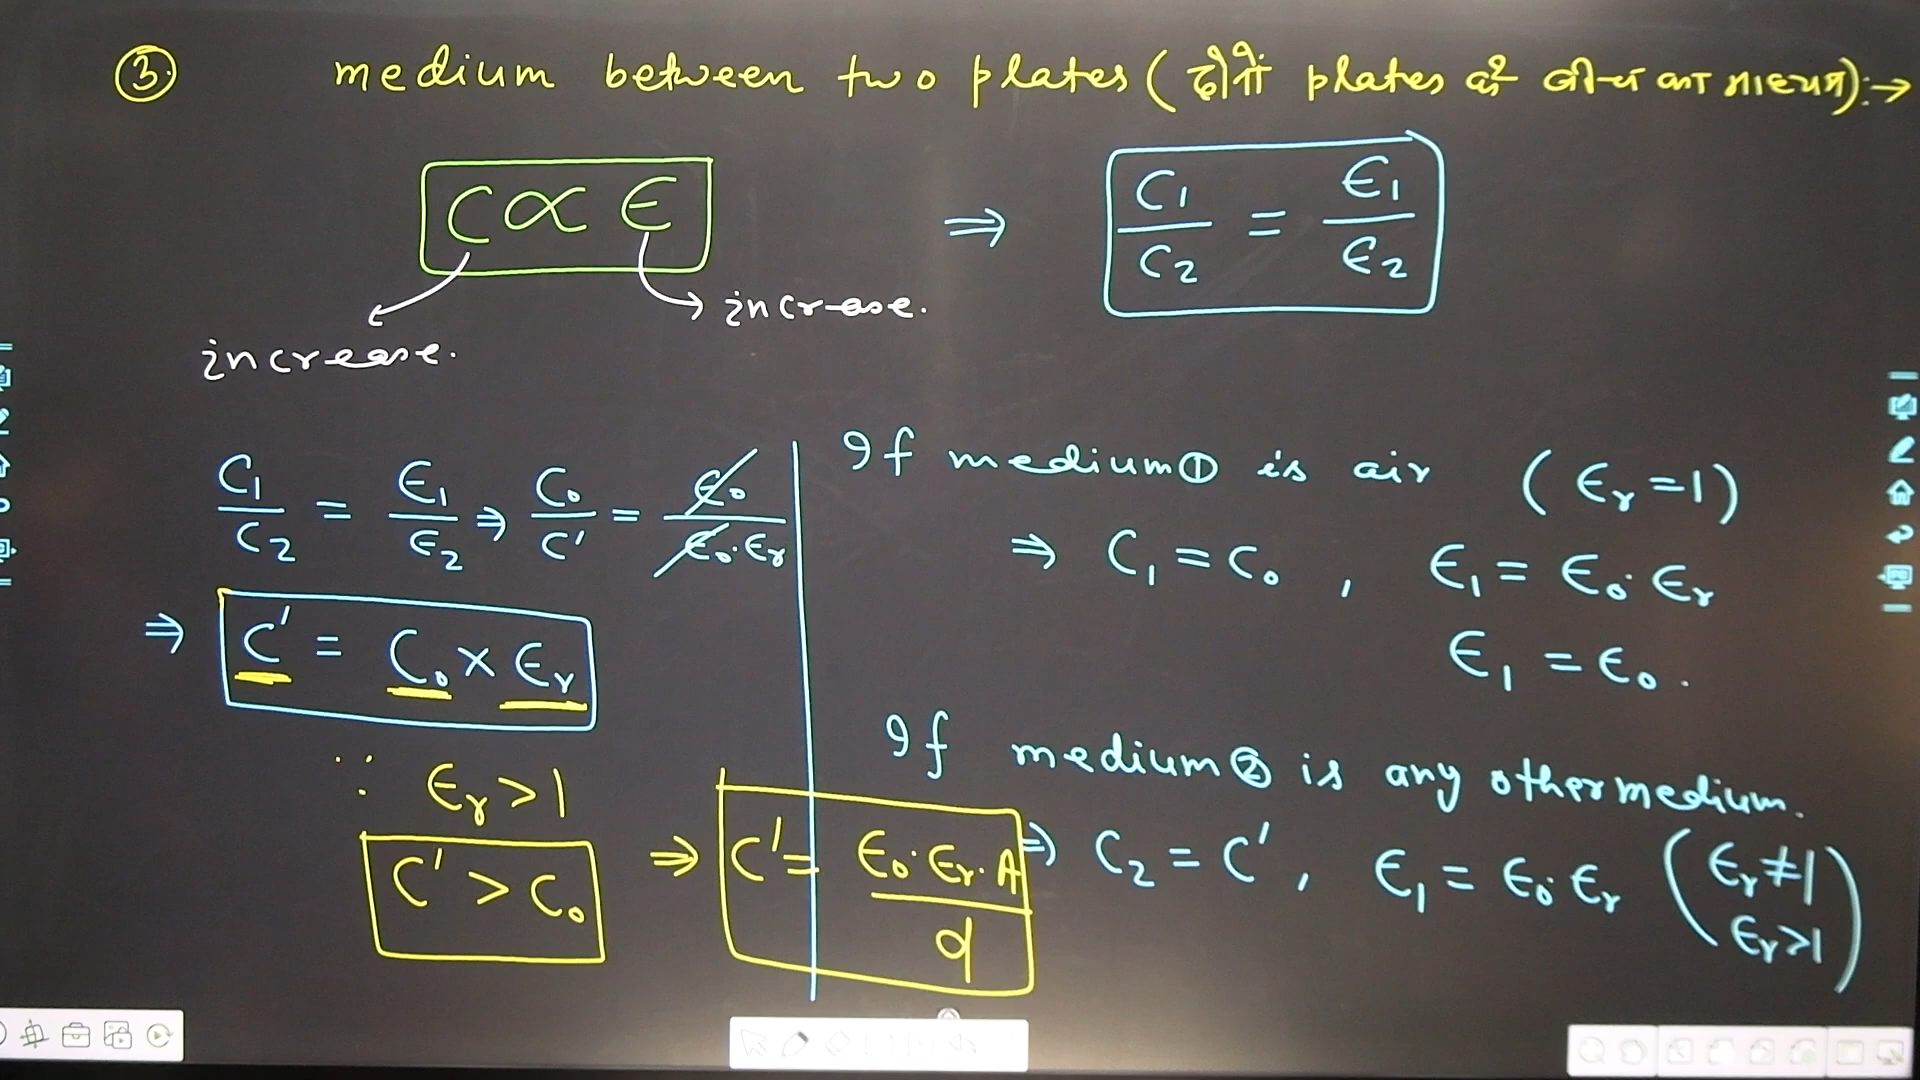 ③ medium between two plates (दोनों plates के बीच का माध्यम):→
C ∝ ε ⇒ C₁/C₂ = ε₁/ε₂
increase.
increase.
C₁/C₂ = ε₁/ε₂ ⇒ C₀/C' = ε₀/ε₀·εᵣ
⇒ C' = C₀ × εᵣ
∵ εᵣ > 1
C' > C₀ ⇒ C' = ε₀·εᵣ·A/d
If medium① is air (εᵣ=1)
⇒ C₁ = C₀ , ε₁ = ε₀·εᵣ
ε₁ = ε₀.
If medium② is any other medium.
⇒ C₂ = C' , ε₁ = ε₀·εᵣ (εᵣ≠1
εᵣ>1)